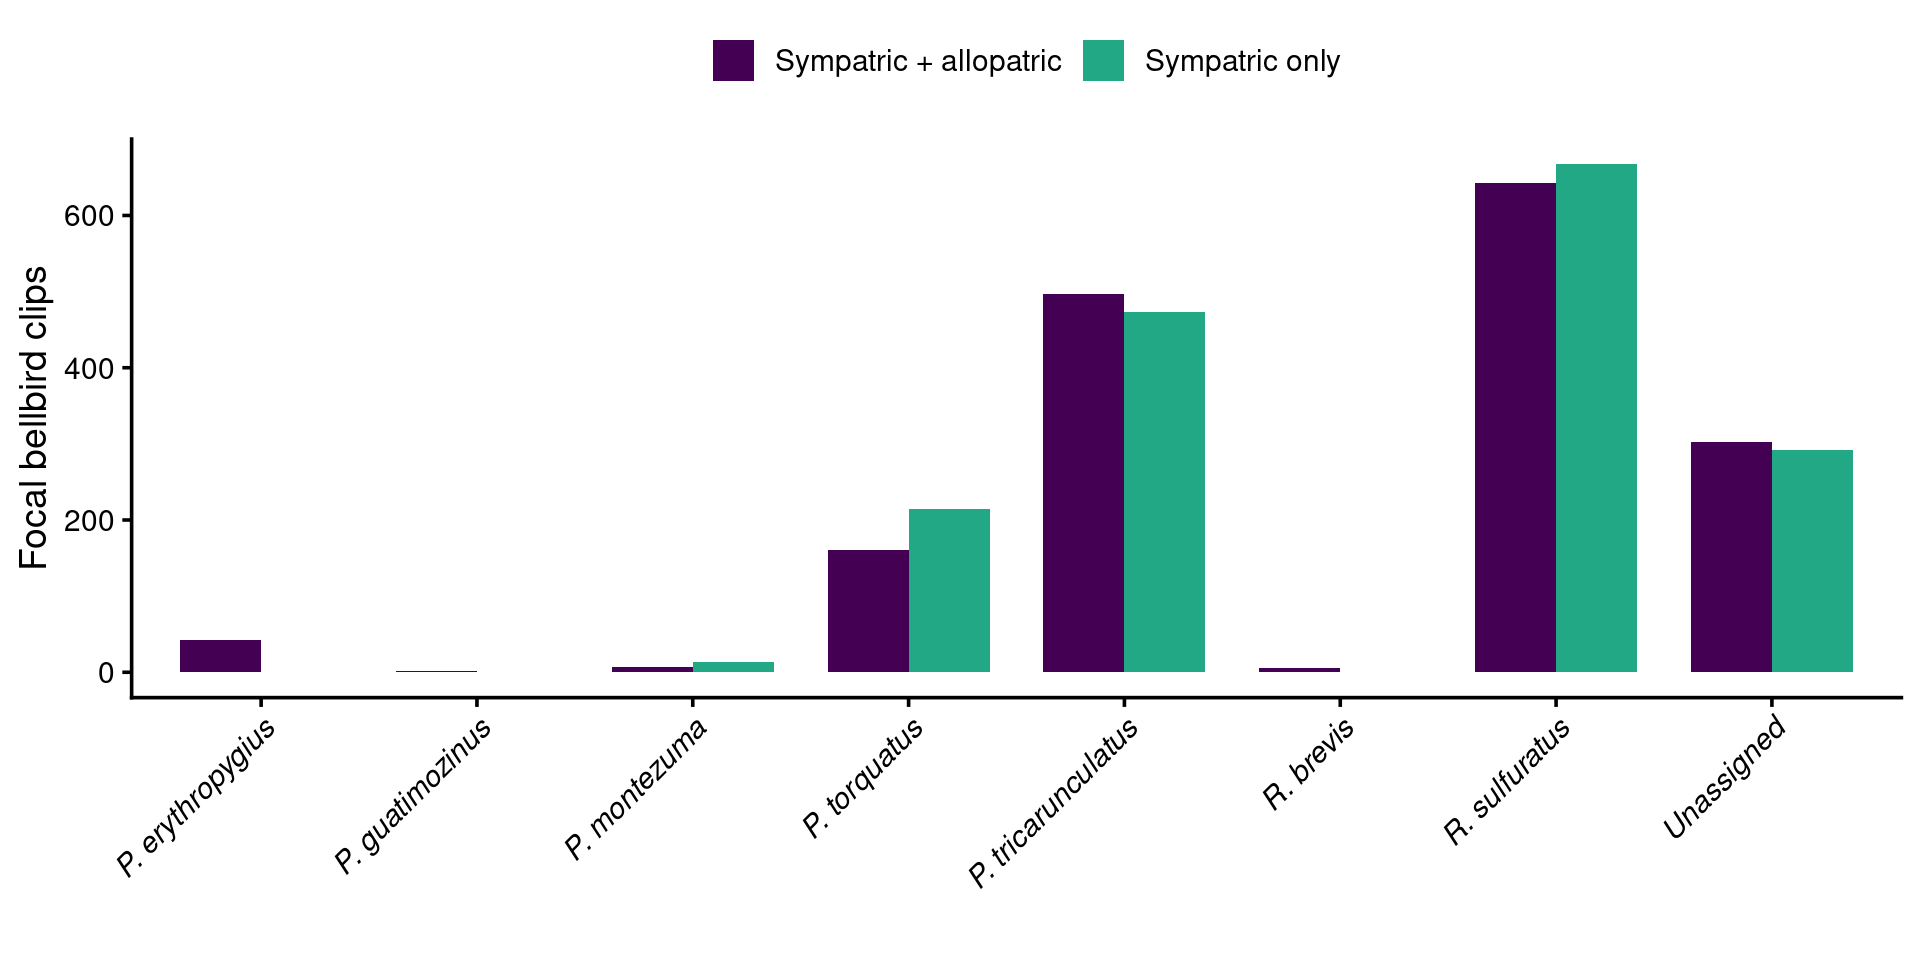 Sympatric + allopatric Sympatric only
Focal bellbird clips
600
400
200
0
P. erythropygius
P. guatimozinus
P. montezuma
P. torquatus
P. tricarunculatus
R. brevis
R. sulfuratus
Unassigned